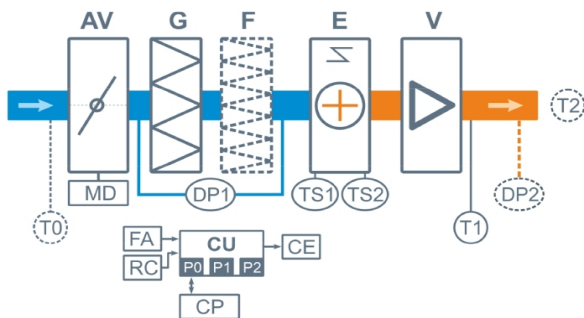 AV G F E V
T2
MD DP1 TS1 TS2 DP2
T0 T1
FA CU CE
RC P0 P1 P2
CP